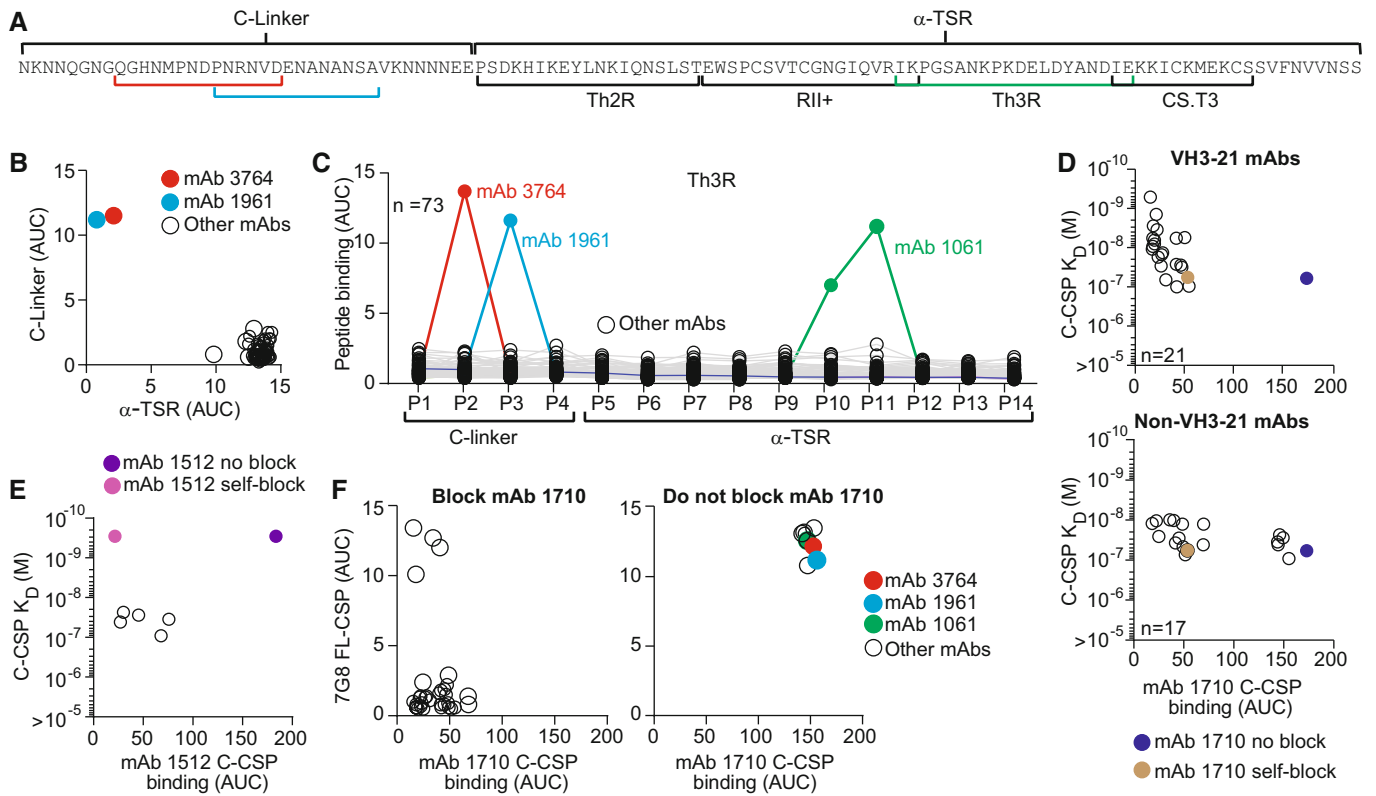 A
C-Linker
α-TSR
NKNNQGNGQGHNMPNDPNRNVDENANANSAVKNNNNEEPSDKHIKEYLNKIQNSLSTEWSPCSVTCGNGIQVRIKPGSANKPKDELDYANDIEKKICKMEKCSSVFNVVNSS
Th2R
RII+
Th3R
CS.T3
B
C-Linker (AUC)
15
10
5
0
0 5 10 15
α-TSR (AUC)
mAb 3764
mAb 1961
Other mAbs
C
Peptide binding (AUC)
15
10
5
0
n =73
Th3R
mAb 3764
mAb 1961
mAb 1061
Other mAbs
P1 P2 P3 P4 P5 P6 P7 P8 P9 P10 P11 P12 P13 P14
C-linker
α-TSR
D
VH3-21 mAbs
C-CSP KD (M)
10-10
10-9
10-8
10-7
10-6
>10-5
n=21
0 50 100 150 200
Non-VH3-21 mAbs
C-CSP KD (M)
10-10
10-9
10-8
10-7
10-6
>10-5
n=17
0 50 100 150 200
mAb 1710 C-CSP
binding (AUC)
mAb 1710 no block
mAb 1710 self-block
E
mAb 1512 no block
mAb 1512 self-block
C-CSP KD (M)
10-10
10-9
10-8
10-7
10-6
>10-5
0 50 100 150 200
mAb 1512 C-CSP
binding (AUC)
F
Block mAb 1710
7G8 FL-CSP (AUC)
15
10
5
0
0 50 100 150 200
mAb 1710 C-CSP
binding (AUC)
Do not block mAb 1710
15
10
5
0
0 50 100 150 200
mAb 1710 C-CSP
binding (AUC)
mAb 3764
mAb 1961
mAb 1061
Other mAbs